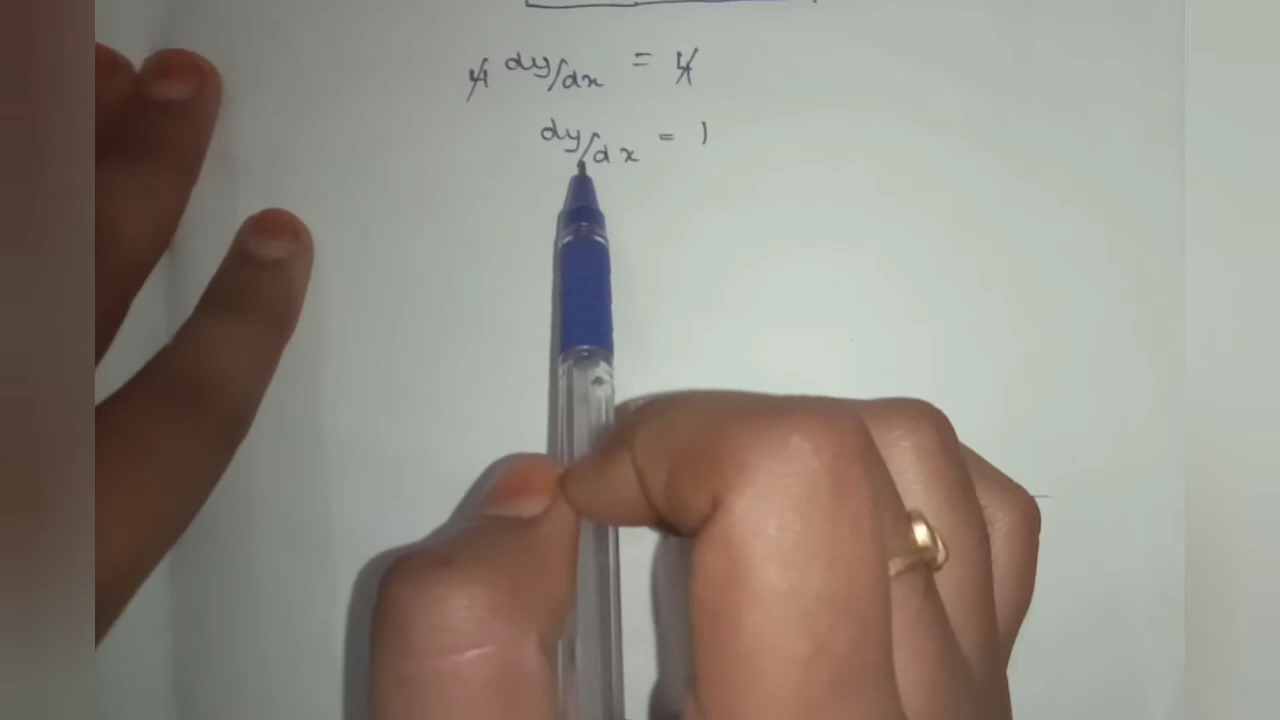 4 dy/dx = 4
dy/dx = 1